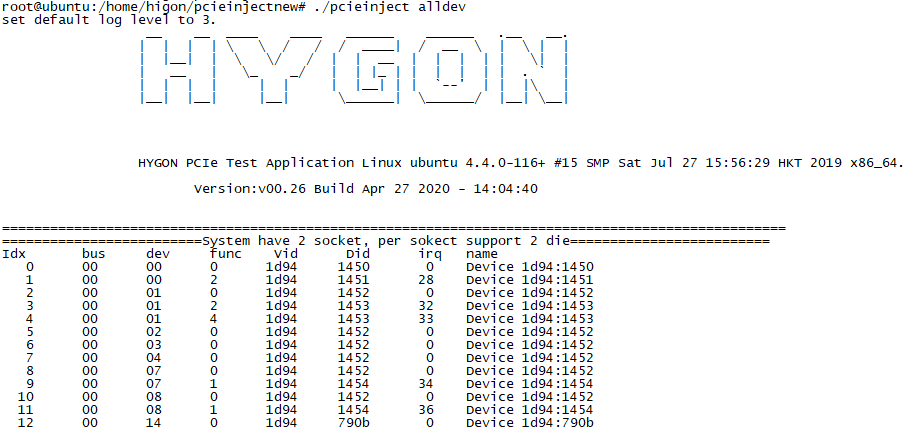 root@ubuntu:/home/higon/pcieinjectnew# ./pcieinject alldev
set default log level to 3.
HYGON
HYGON PCIe Test Application Linux ubuntu 4.4.0-116+ #15 SMP Sat Jul 27 15:56:29 HKT 2019 x86_64.
Version:v00.26 Build Apr 27 2020 - 14:04:40
==================================================================================================
=========================System have 2 socket, per sokect support 2 die=========================
Idx bus dev func Vid Did irq name
0 00 00 0 1d94 1450 0 Device 1d94:1450
1 00 00 2 1d94 1451 28 Device 1d94:1451
2 00 01 0 1d94 1452 0 Device 1d94:1452
3 00 01 2 1d94 1453 32 Device 1d94:1453
4 00 01 4 1d94 1453 33 Device 1d94:1453
5 00 02 0 1d94 1452 0 Device 1d94:1452
6 00 03 0 1d94 1452 0 Device 1d94:1452
7 00 04 0 1d94 1452 0 Device 1d94:1452
8 00 07 0 1d94 1452 0 Device 1d94:1452
9 00 07 1 1d94 1454 34 Device 1d94:1454
10 00 08 0 1d94 1452 0 Device 1d94:1452
11 00 08 1 1d94 1454 36 Device 1d94:1454
12 00 14 0 1d94 790b 0 Device 1d94:790b